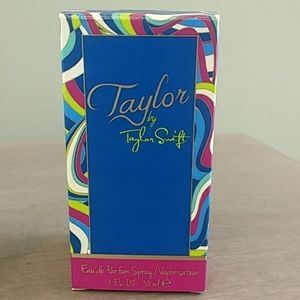 Taylor
by
Taylor Swift
Eau de Parfum Spray / Vaporisateur
1 FL. OZ. 30 ml e